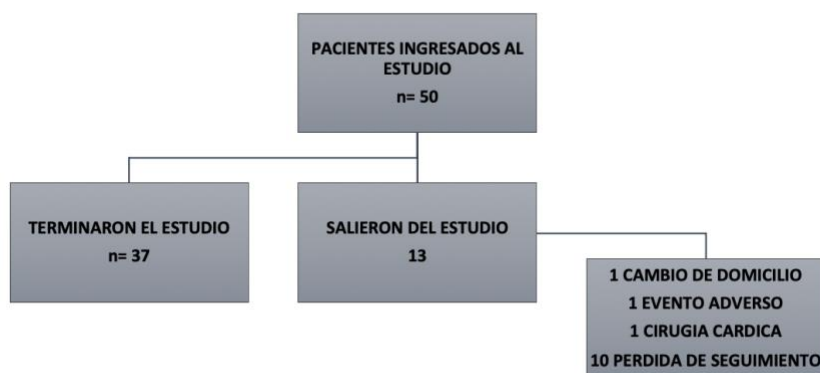 PACIENTES INGRESADOS AL
ESTUDIO
n= 50
TERMINARON EL ESTUDIO
n= 37
SALIERON DEL ESTUDIO
13
1 CAMBIO DE DOMICILIO
1 EVENTO ADVERSO
1 CIRUGIA CARDICA
10 PERDIDA DE SEGUIMIENTO